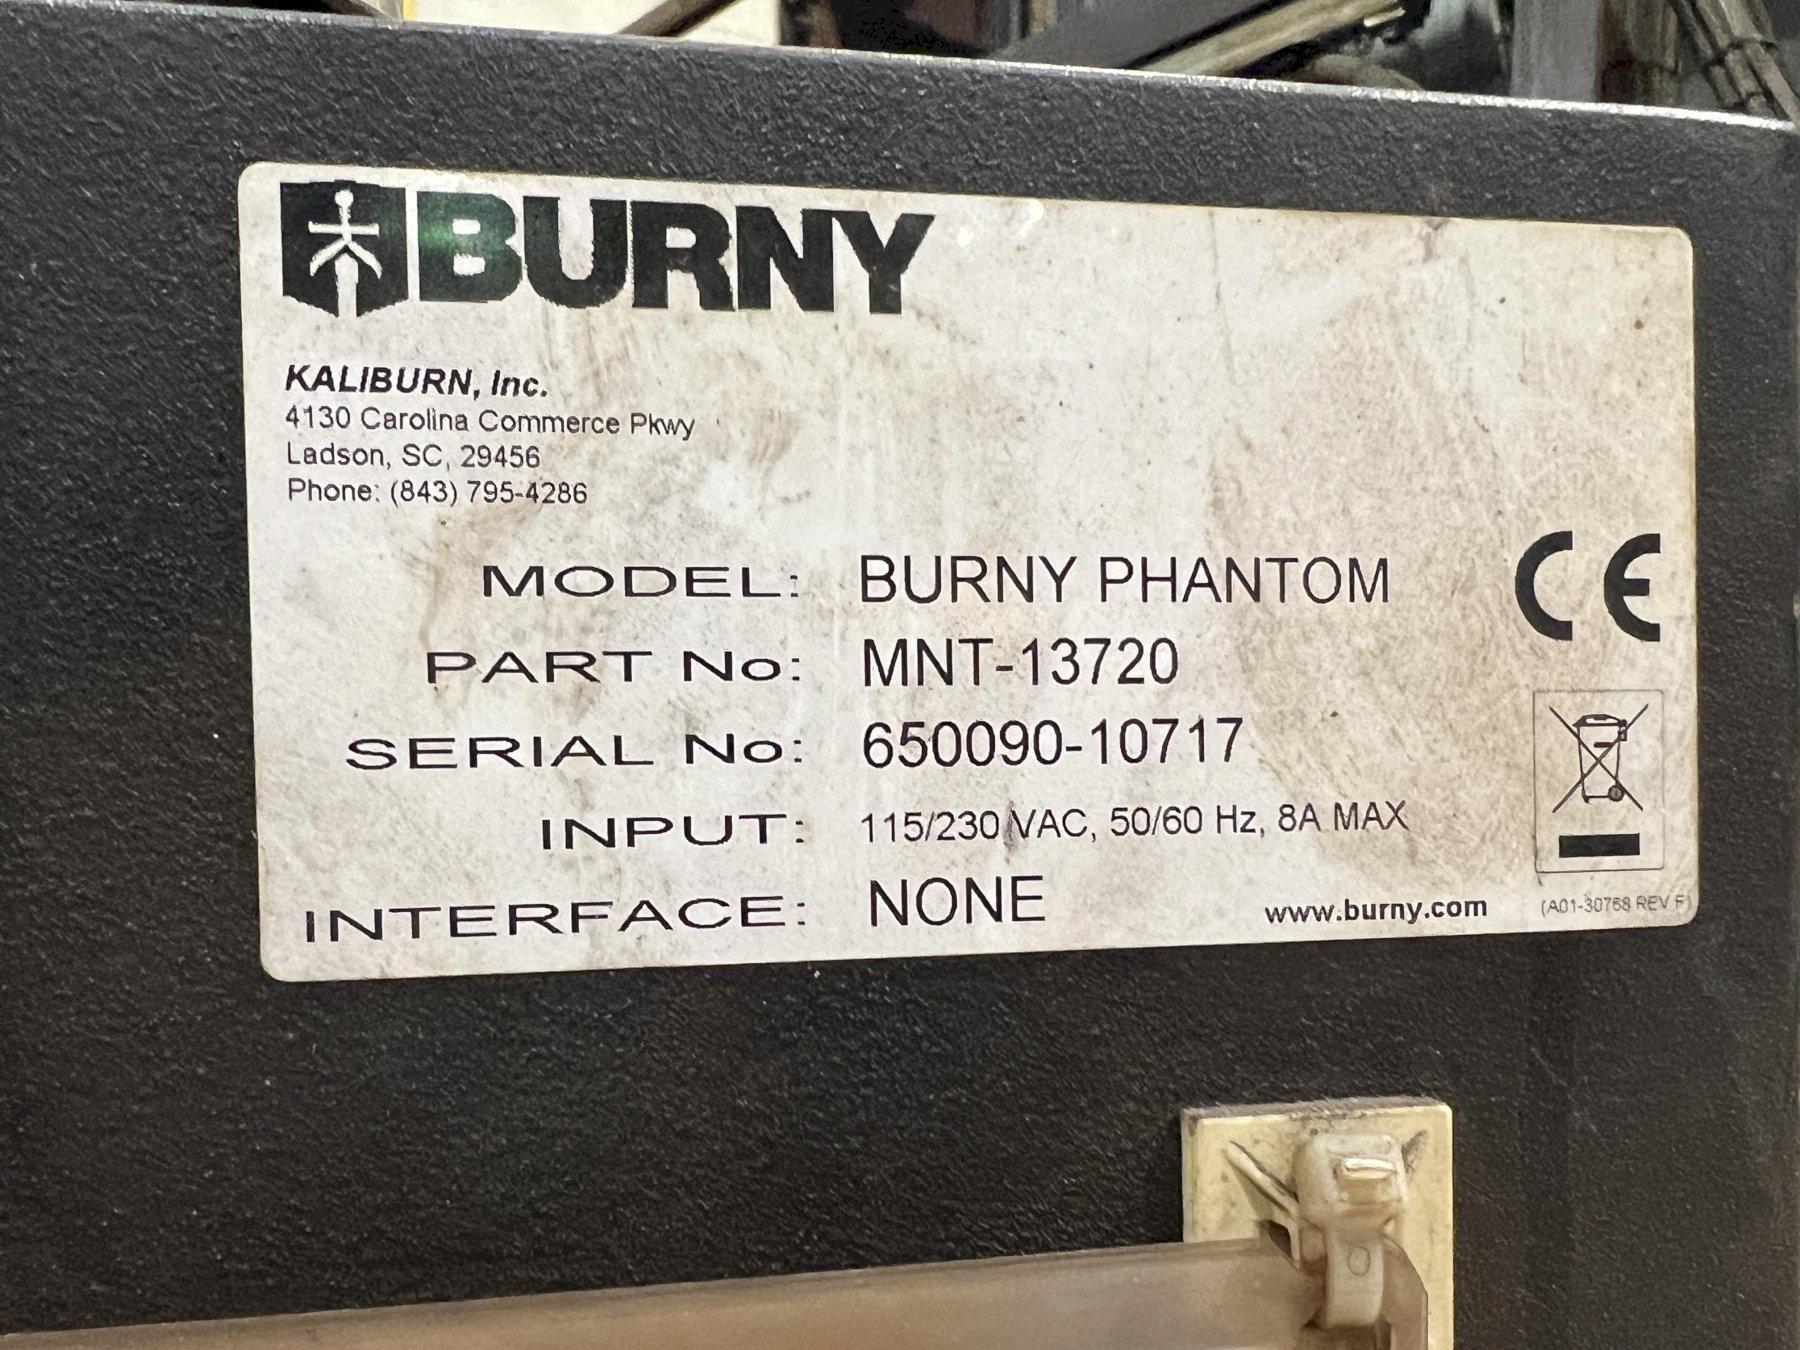 BURNY
KALIBURN, Inc.
4130 Carolina Commerce Pkwy
Ladson, SC, 29456
Phone: (843) 795-4286
MODEL: BURNY PHANTOM
PART No: MNT-13720
SERIAL No: 650090-10717
INPUT: 115/230 VAC, 50/60 Hz, 8A MAX
INTERFACE: NONE
CE
www.burny.com
(A01-30768 REV F)